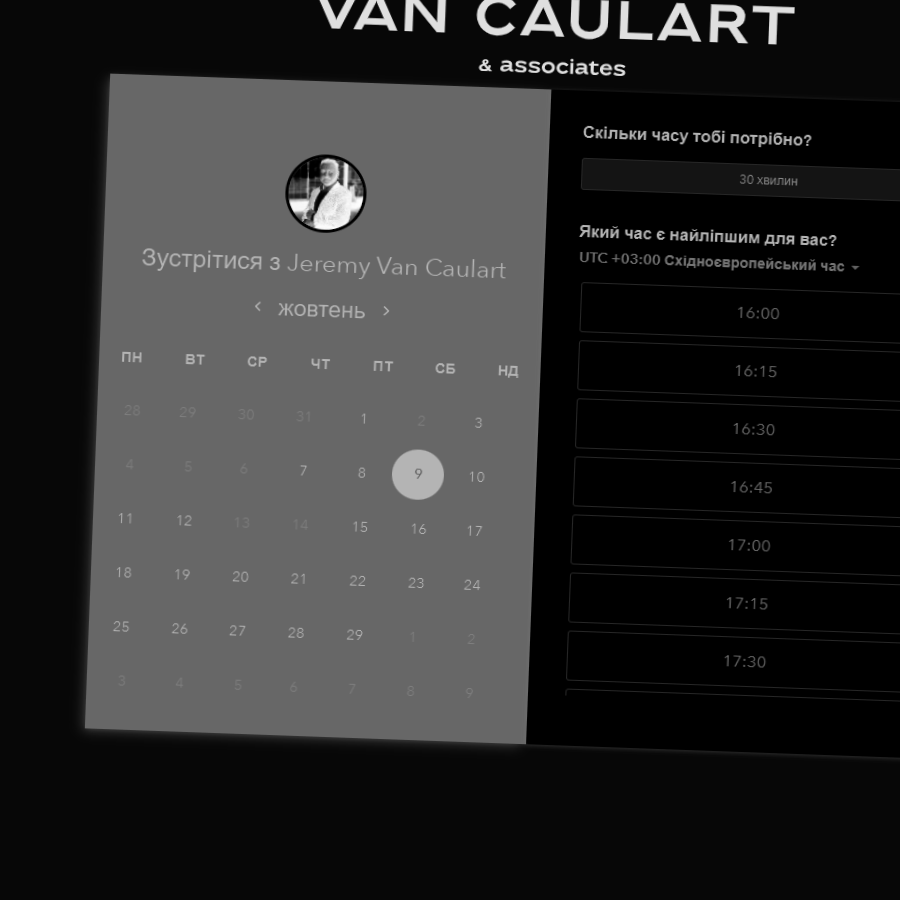 VAN CAULART
& associates
Зустрітися з Jeremy Van Caulart
жовтень
ПН ВТ СР ЧТ ПТ СБ НД
28 29 30 31 1 2 3
4 5 6 7 8 9 10
11 12 13 14 15 16 17
18 19 20 21 22 23 24
25 26 27 28 29 1 2
3 4 5 6 7 8 9
Скільки часу тобі потрібно?
30 хвилин
Який час є найліпшим для вас?
UTC +03:00 Східноєвропейський час
16:00
16:15
16:30
16:45
17:00
17:15
17:30